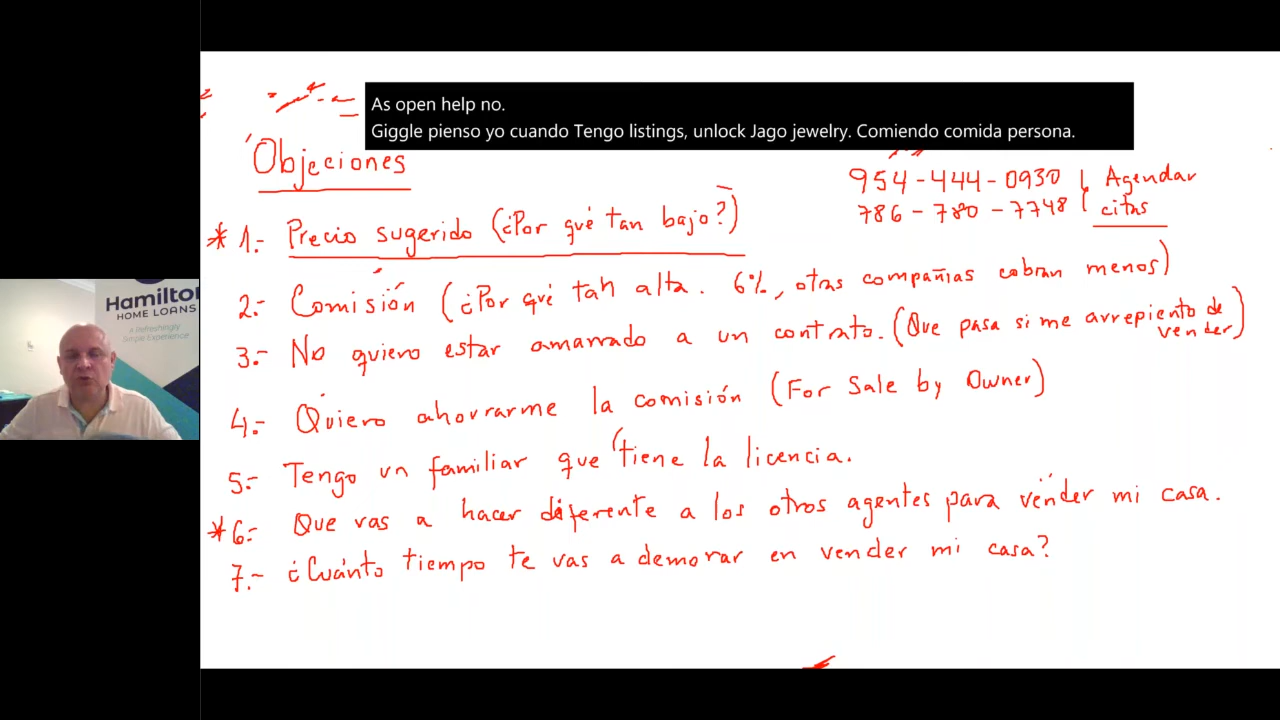 As open help no.
Giggle pienso yo cuando Tengo listings, unlock Jago jewelry. Comiendo comida persona.
Objeciones
954-444-0930 | Agendar
786-780-7748 | citas
* 1.- Precio sugerido (¿Por qué tan bajo?)
2.- Comisión (¿Por qué tan alta. 6%, otras compañias cobran menos)
3.- No quiero estar amarrado a un contrato. (Que pasa si me arrepiento de vender)
4.- Quiero ahorrarme la comisión (For Sale by Owner)
5.- Tengo un familiar que tiene la licencia.
* 6.- Que vas a hacer diferente a los otros agentes para vender mi casa.
7.- ¿Cuánto tiempo te vas a demorar en vender mi casa?
Hamilton
HOME LOANS
A Refreshingly
Simple Experience